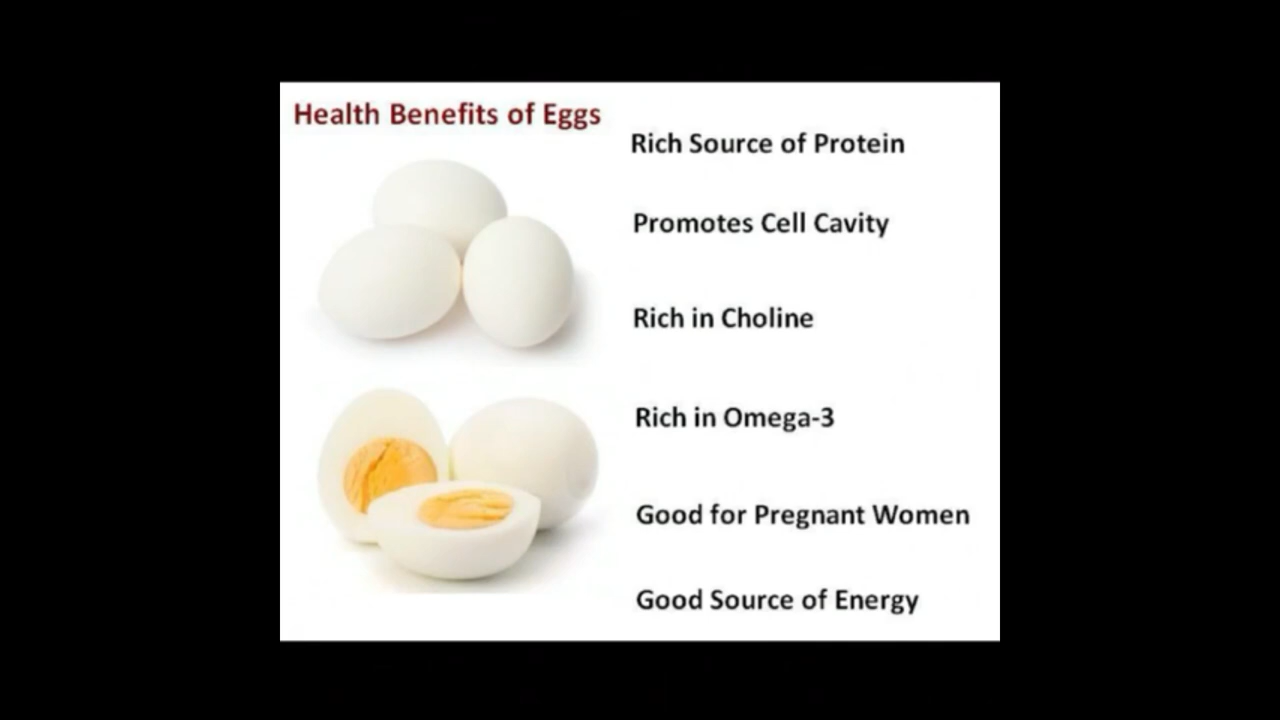 Health Benefits of Eggs
Rich Source of Protein
Promotes Cell Cavity
Rich in Choline
Rich in Omega-3
Good for Pregnant Women
Good Source of Energy